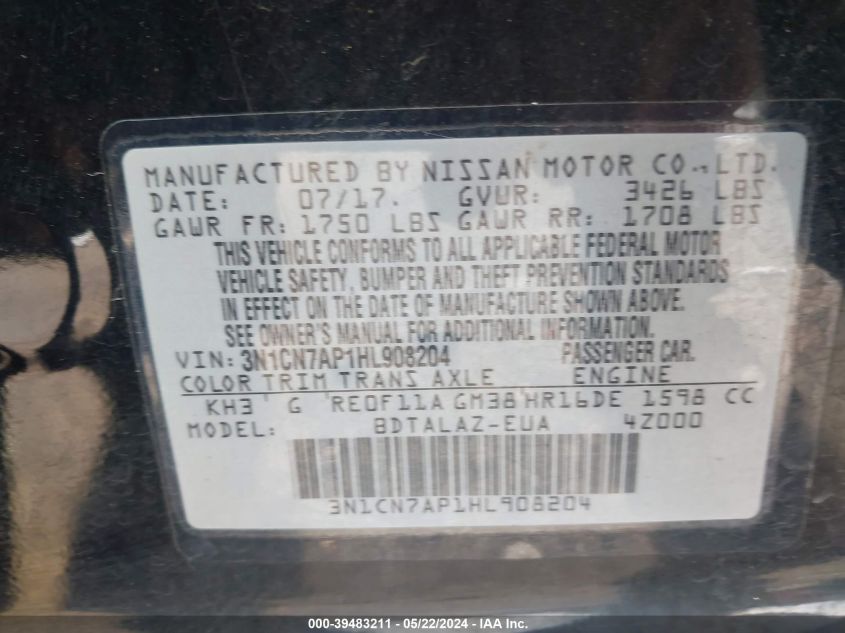 MANUFACTURED BY NISSAN MOTOR CO., LTD.
DATE: 07/17. GVWR: 3426 LBS
GAWR FR: 1750 LBS GAWR RR: 1708 LBS
THIS VEHICLE CONFORMS TO ALL APPLICABLE FEDERAL MOTOR
VEHICLE SAFETY, BUMPER AND THEFT PREVENTION STANDARDS
IN EFFECT ON THE DATE OF MANUFACTURE SHOWN ABOVE.
SEE OWNER'S MANUAL FOR ADDITIONAL INFORMATION.
VIN: 3N1CN7AP1HL908204 PASSENGER CAR.
COLOR TRIM TRANS AXLE ENGINE
KH3 G RE0F11A GM38 HR16DE 1598 CC
MODEL: BDTALAZ-EUA 4Z000
3N1CN7AP1HL908204
000-39483211 - 05/22/2024 - IAA Inc.